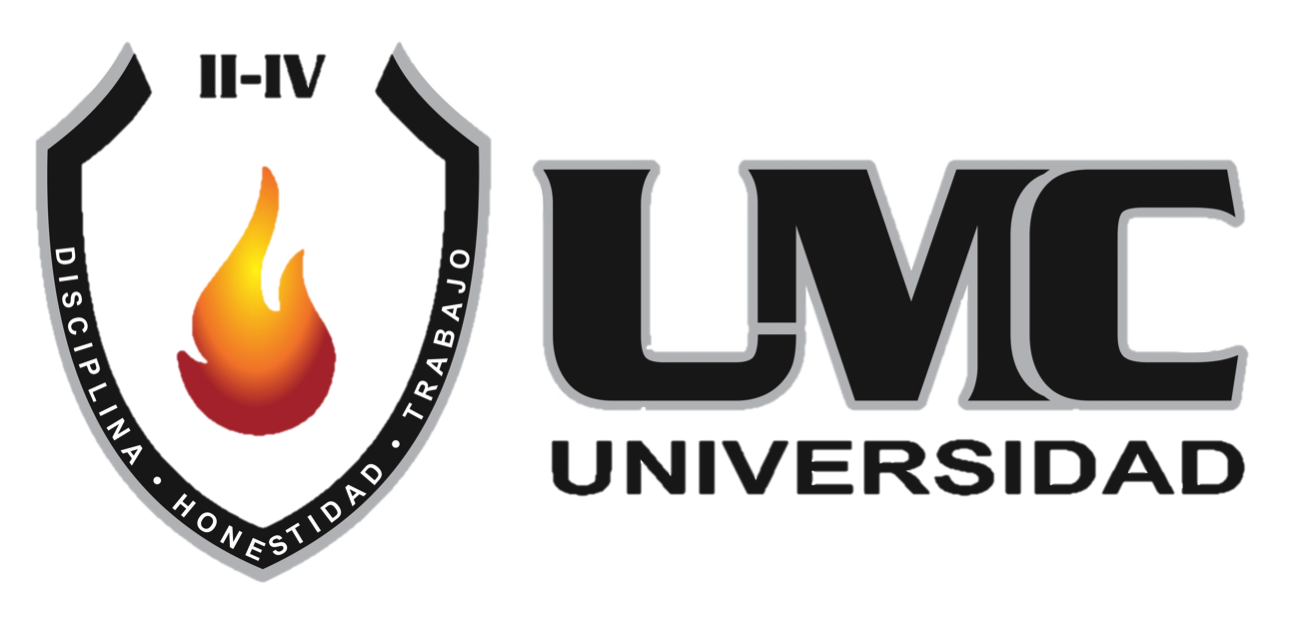 II-IV
DISCIPLINA • HONESTIDAD • TRABAJO
UMC
UNIVERSIDAD